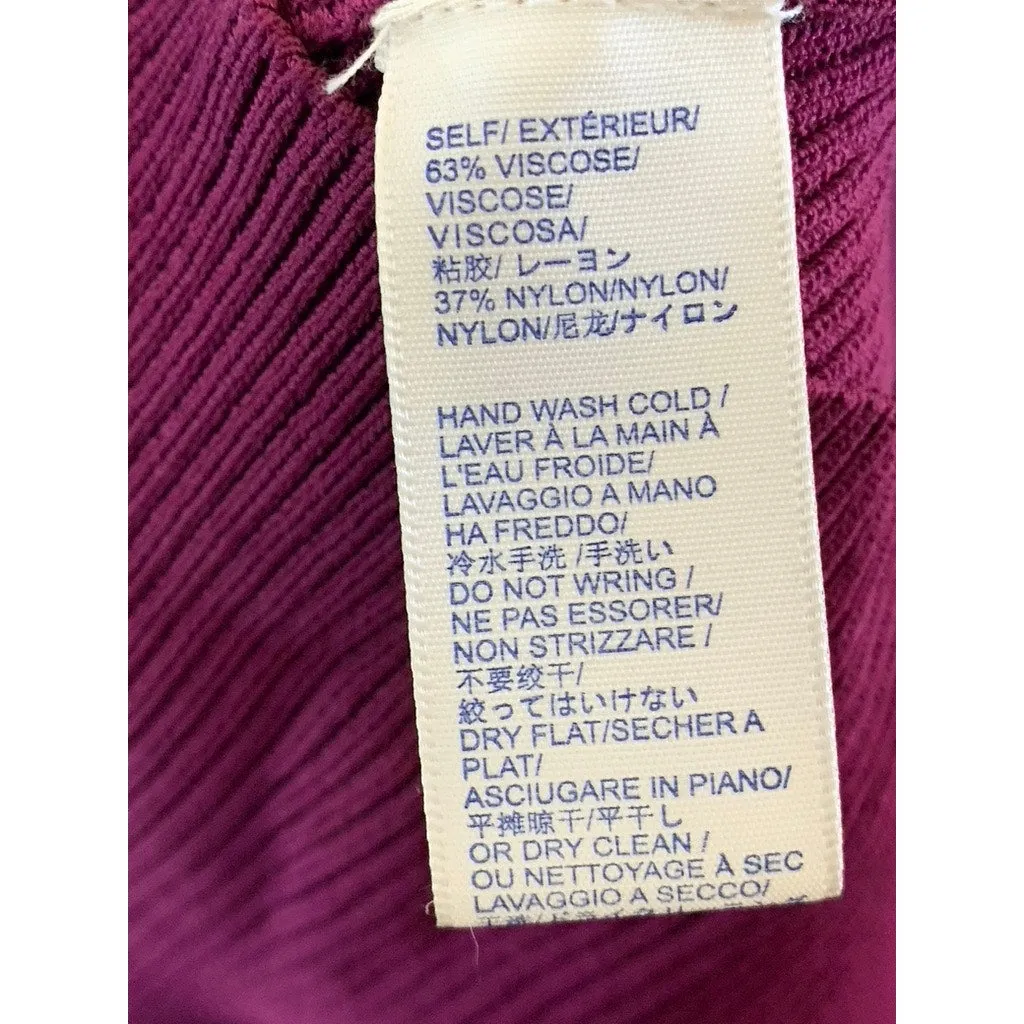 SELF/ EXTÉRIEUR/
63% VISCOSE/
VISCOSE/
VISCOSA/
粘胶/ レーヨン
37% NYLON/NYLON/
NYLON/尼龙/ナイロン
HAND WASH COLD /
LAVER À LA MAIN À
L'EAU FROIDE/
LAVAGGIO A MANO
HA FREDDO/
冷水手洗 /手洗い
DO NOT WRING /
NE PAS ESSORER/
NON STRIZZARE /
不要绞干/
絞ってはいけない
DRY FLAT/SECHER À
PLAT/
ASCIUGARE IN PIANO/
平摊晾干/平干し
OR DRY CLEAN /
OU NETTOYAGE À SEC
LAVAGGIO A SECCO/